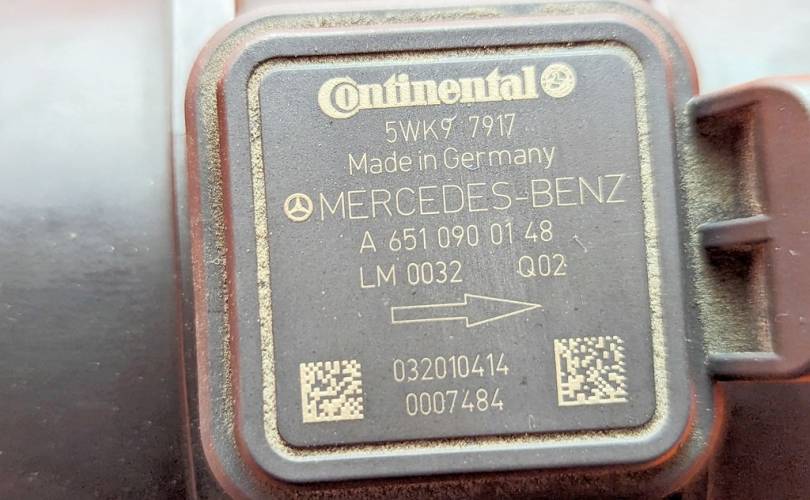 Continental
5WK9 7917
Made in Germany
MERCEDES-BENZ
A 651 090 01 48
LM 0032 Q02
032010414
0007484